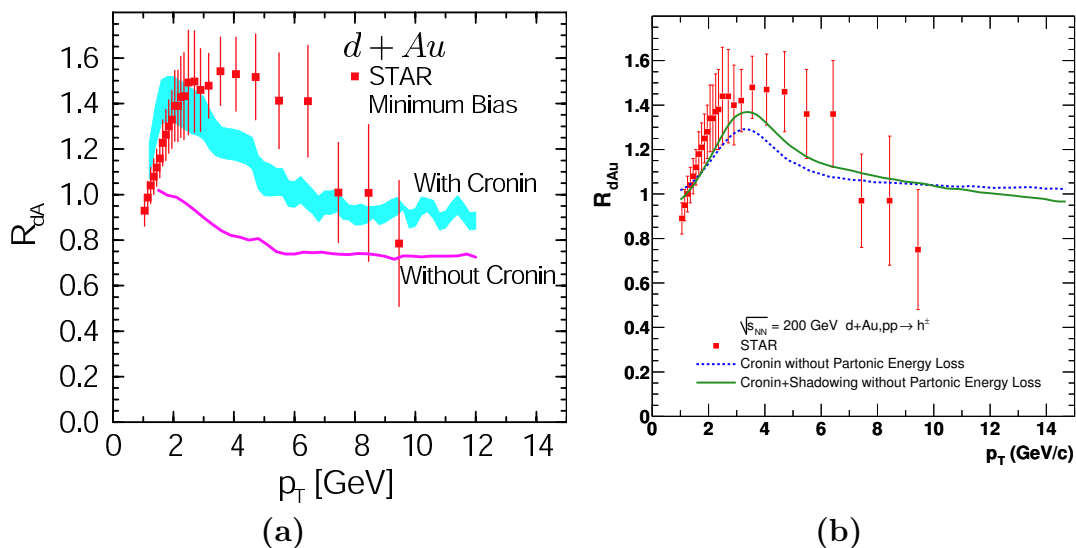 d + Au
STAR
Minimum Bias
With Cronin
Without Cronin
R_dA
1.6
1.4
1.2
1.0
0.8
0.6
0.4
0.2
0.0
0 2 4 6 8 10 12 14
p_T [GeV]
(a)
R_dAu
1.8
1.6
1.4
1.2
1
0.8
0.6
0.4
0.2
0
√s_NN = 200 GeV d+Au,pp→ h^±
STAR
Cronin without Partonic Energy Loss
Cronin+Shadowing without Partonic Energy Loss
0 2 4 6 8 10 12 14
p_T (GeV/c)
(b)